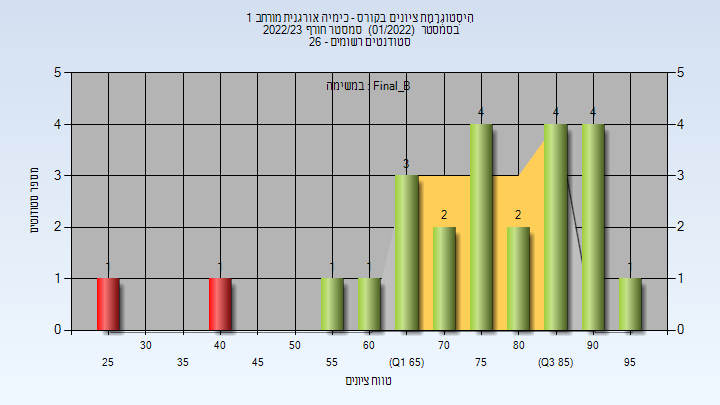 היסטוגרמת ציונים בקורס - כימיה אורגנית מורחב 1
בסמסטר (01/2022) סמסטר חורף 2022/23
סטודנטים רשומים - 26
במשימה : Final_B
מספר סטודנטים
5 5
4 4
3 3
2 2
1 1
0 0
1 1 1 1 3 2 4 2 4 4 1
30 40 50 60 70 80 90
25 35 45 55 (Q1 65) 75 (Q3 85) 95
טווח ציונים